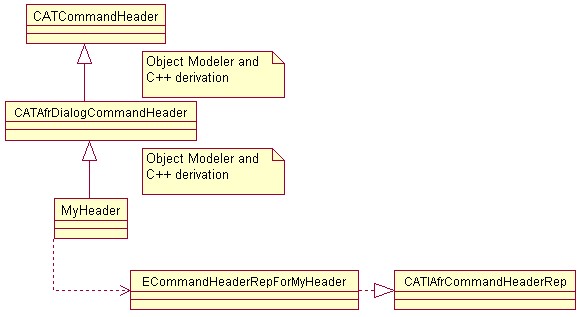 CATCommandHeader
Object Modeler and
C++ derivation
CATAfrDialogCommandHeader
Object Modeler and
C++ derivation
MyHeader
ECommandHeaderRepForMyHeader
CATIAfrCommandHeaderRep